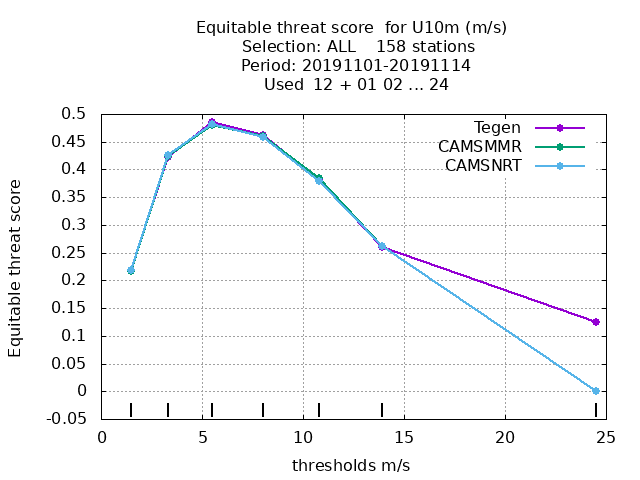 Equitable threat score  for U10m (m/s)
Selection: ALL    158 stations
Period: 20191101-20191114
Used  12 + 01 02 ... 24
Tegen
CAMSMMR
CAMSNRT
Equitable threat score
0.5
0.45
0.4
0.35
0.3
0.25
0.2
0.15
0.1
0.05
0
-0.05
0 5 10 15 20 25
thresholds m/s